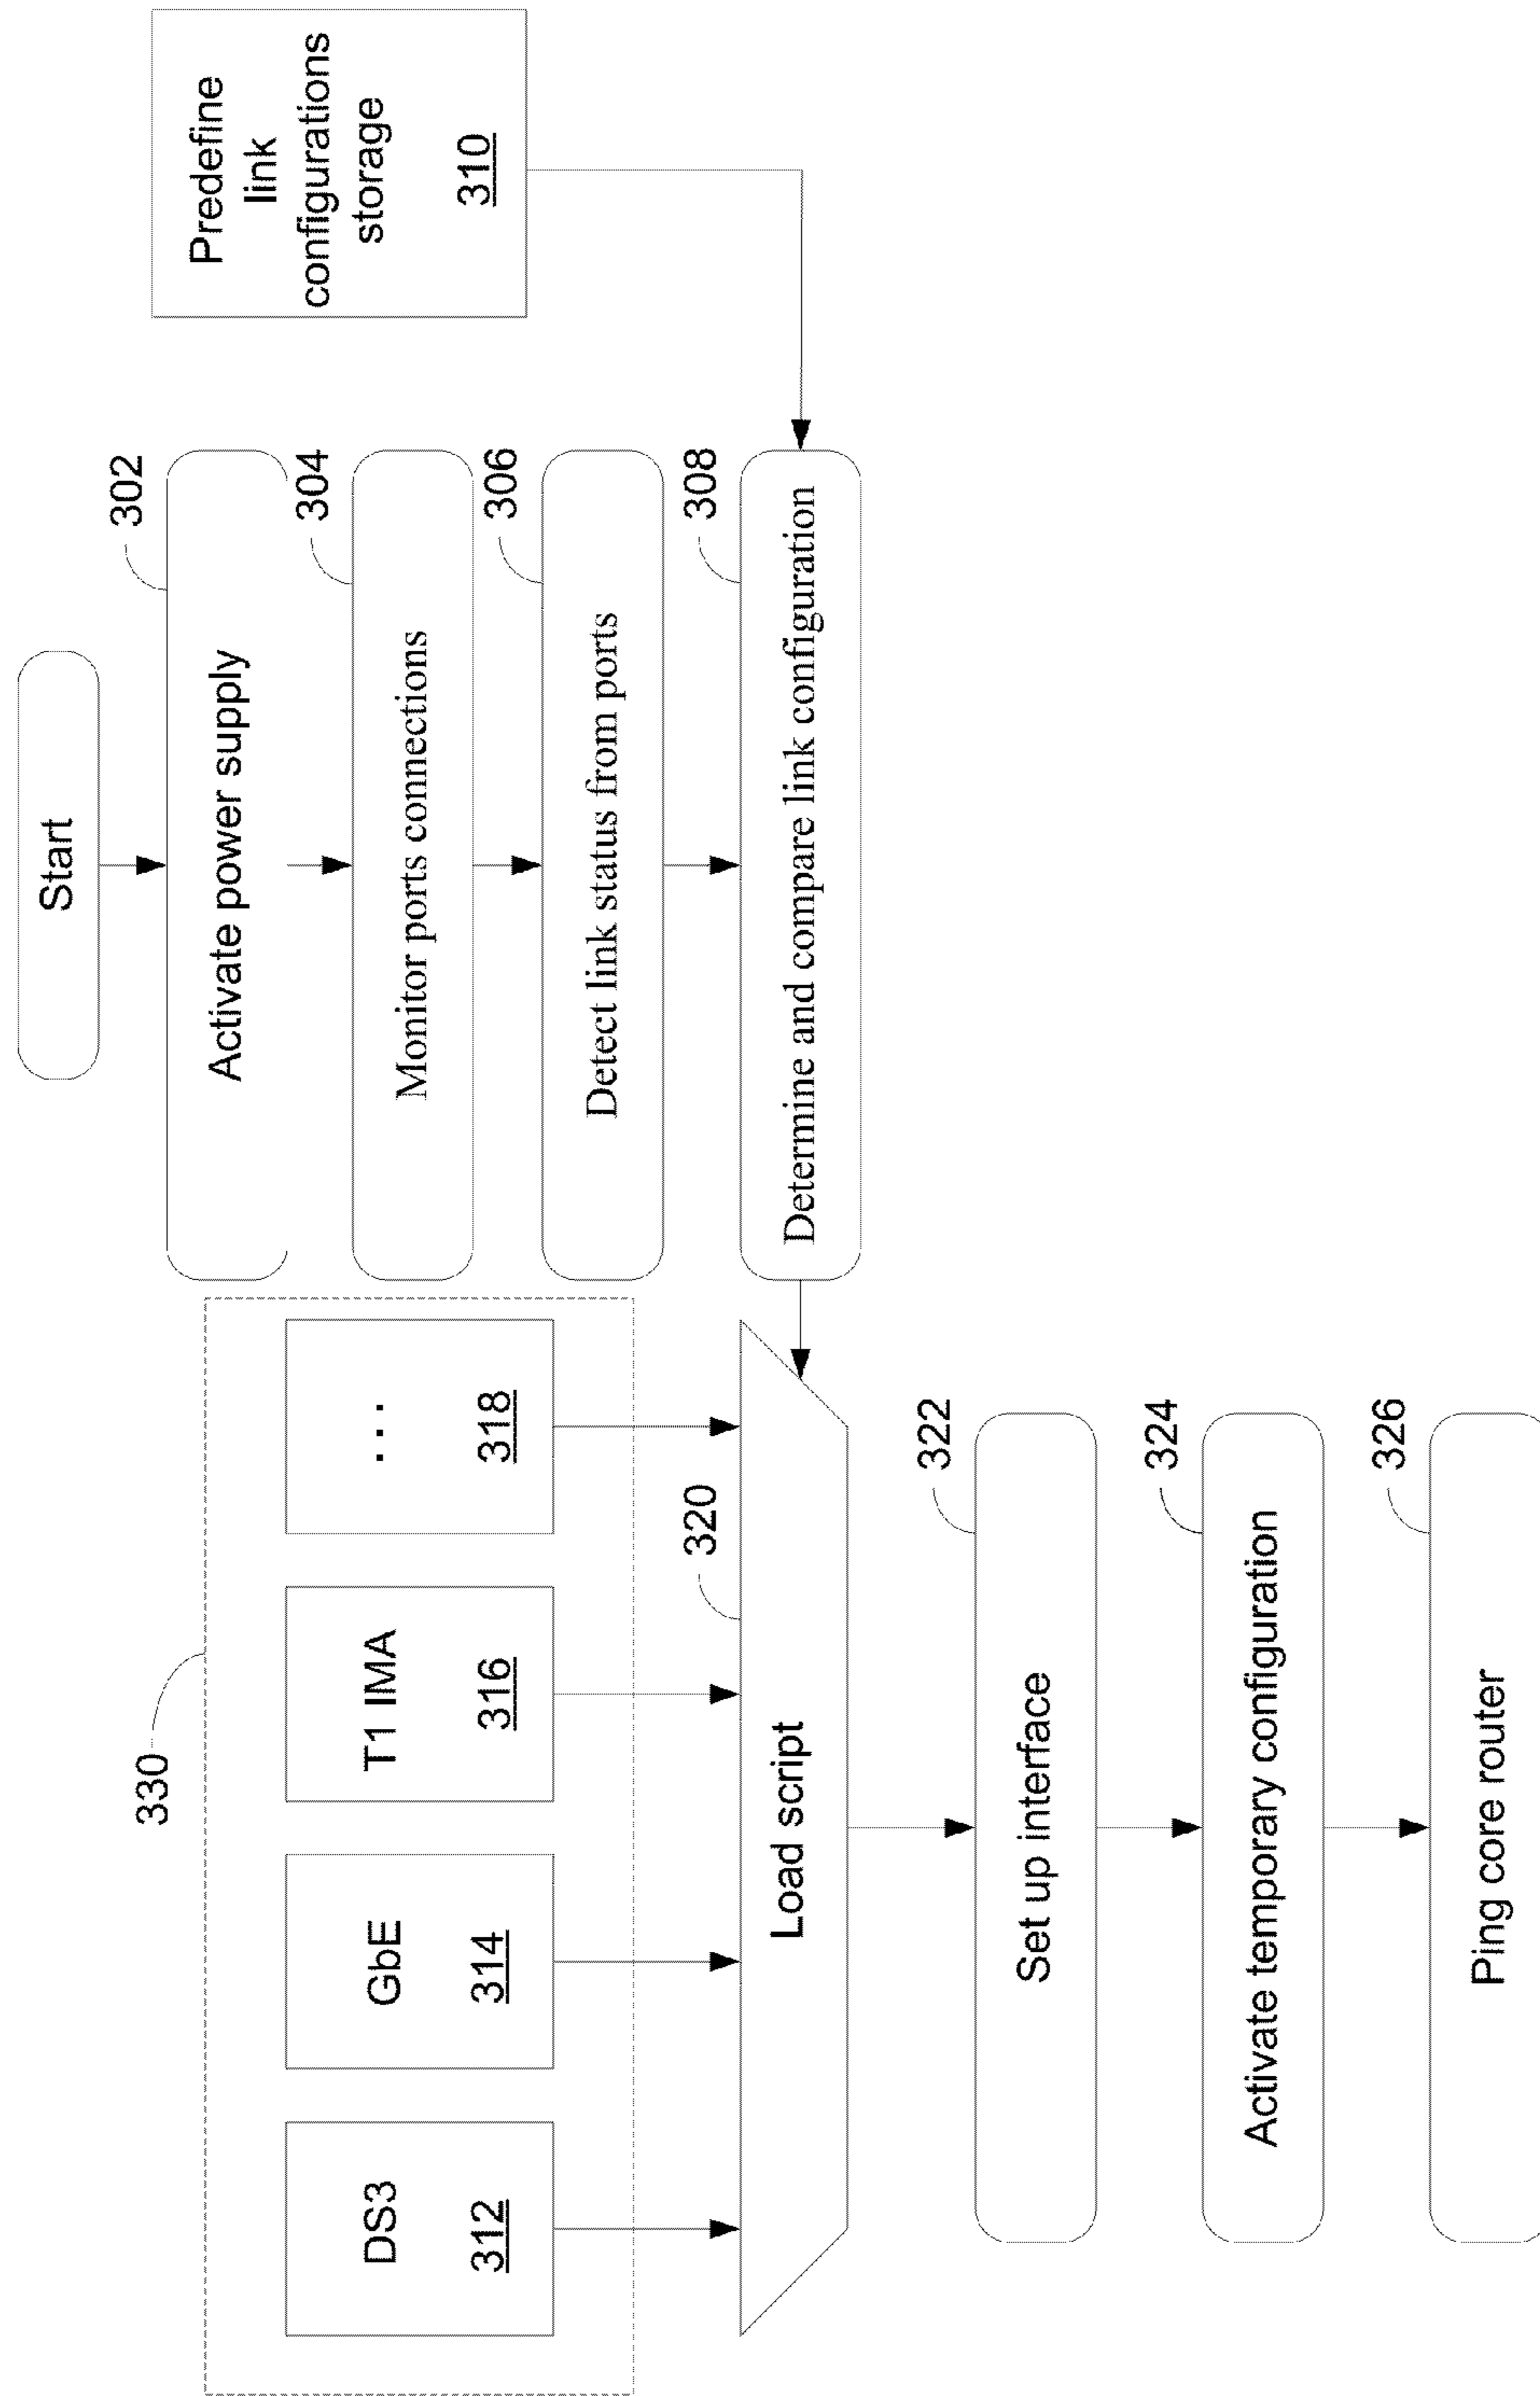 Start
302
Activate power supply
304
Monitor ports connections
306
Detect link status from ports
308
Determine and compare link configuration
Predefine
link
configurations
storage
310
330
DS3
312
GbE
314
T1 IMA
316
...
318
320
Load script
322
Set up interface
324
Activate temporary configuration
326
Ping core router